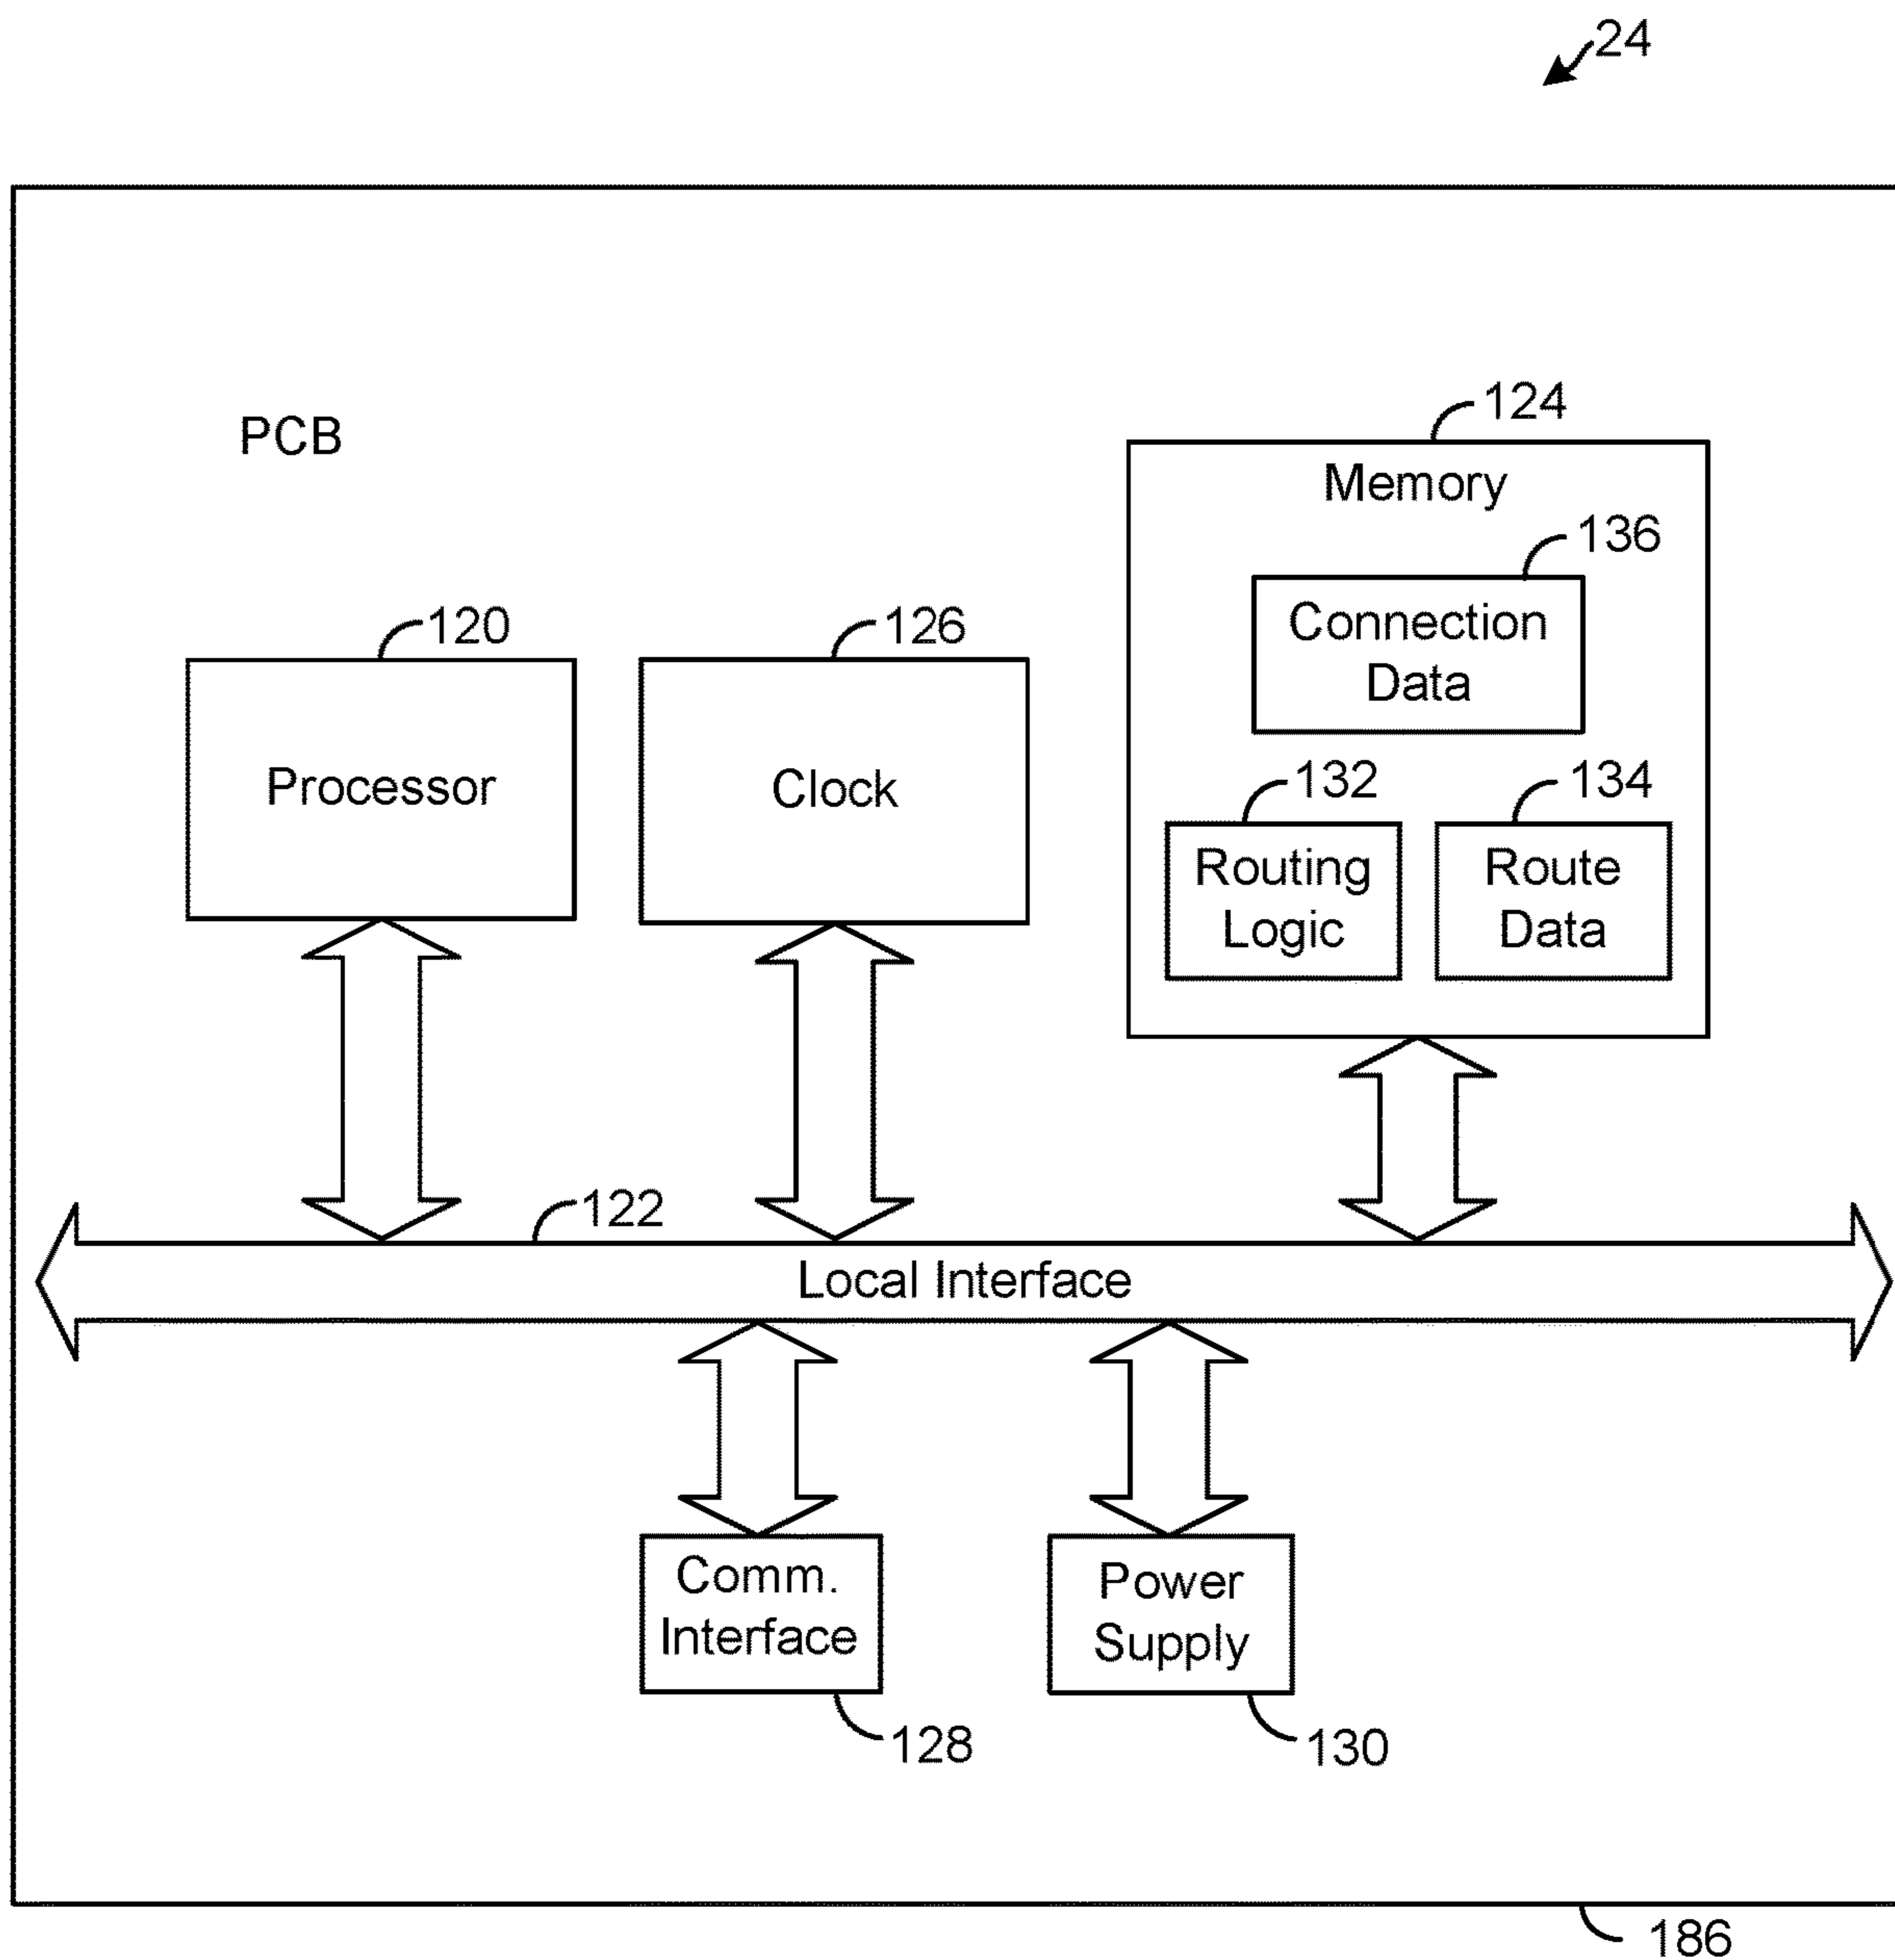 24
PCB
124
Memory
136
Connection
Data
120
126
Processor
Clock
132
134
Routing
Logic
Route
Data
122
Local Interface
Comm.
Interface
Power
Supply
128
130
186